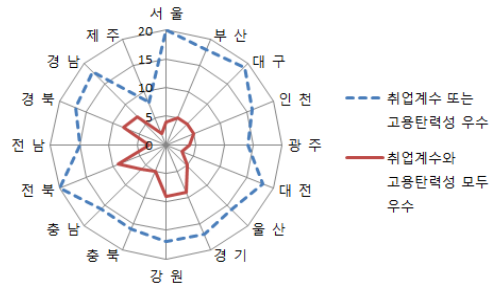 서울
부산
대구
인천
광주
대전
울산
경기
강원
충북
충남
전북
전남
경북
경남
제주
20
15
10
5
0
취업계수 또는
고용탄력성 우수
취업계수와
고용탄력성 모두
우수